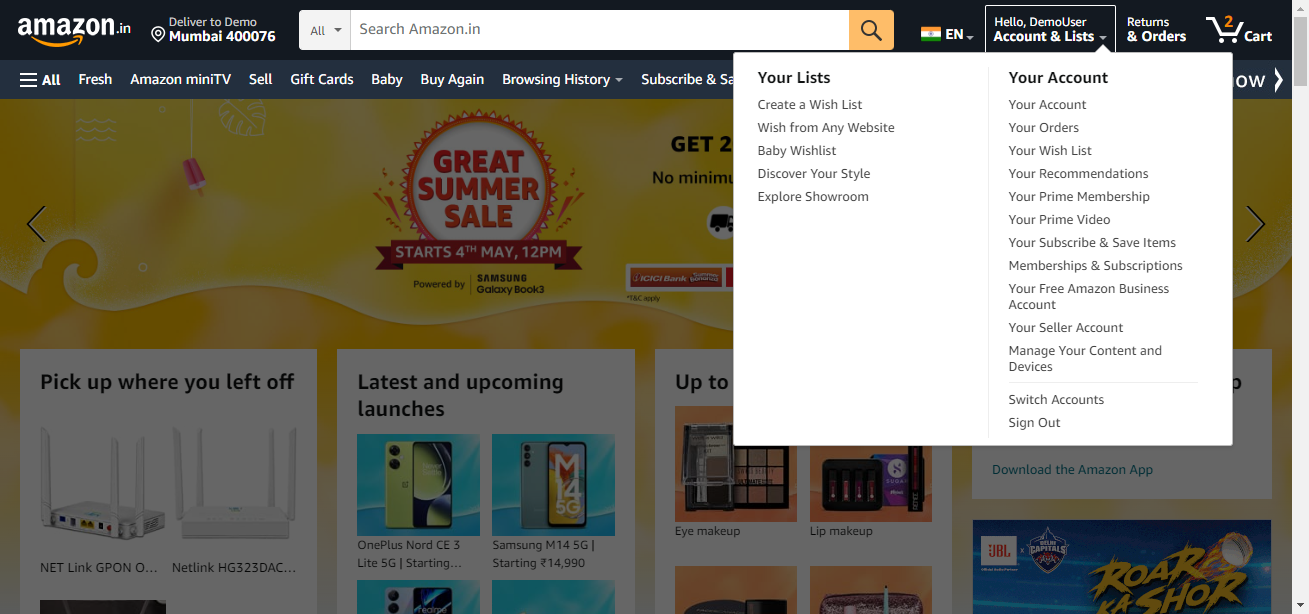 amazon.in
Deliver to Demo
Mumbai 400076
All
Search Amazon.in
EN
Hello, DemoUser
Account & Lists
Returns
& Orders
2
Cart
All
Fresh
Amazon miniTV
Sell
Gift Cards
Baby
Buy Again
Browsing History
Subscribe & Sa
ow
Your Lists
Create a Wish List
Wish from Any Website
Baby Wishlist
Discover Your Style
Explore Showroom
Your Account
Your Account
Your Orders
Your Wish List
Your Recommendations
Your Prime Membership
Your Prime Video
Your Subscribe & Save Items
Memberships & Subscriptions
Your Free Amazon Business
Account
Your Seller Account
Manage Your Content and
Devices
Switch Accounts
Sign Out
GREAT
SUMMER
SALE
STARTS 4TH MAY, 12PM
Powered by
SAMSUNG
Galaxy Book3
GET 2
No minimu
ICICI Bank
*T&C apply
Pick up where you left off
NET Link GPON O...
Netlink HG323DAC...
Latest and upcoming
launches
M
14
5G
OnePlus Nord CE 3
Lite 5G | Starting...
Samsung M14 5G |
Starting ₹14,990
realme
Up to
Eye makeup
SUGAR
Lip makeup
p
Download the Amazon App
JBL
x
DELHI
CAPITALS
ROAR
KA SHOR